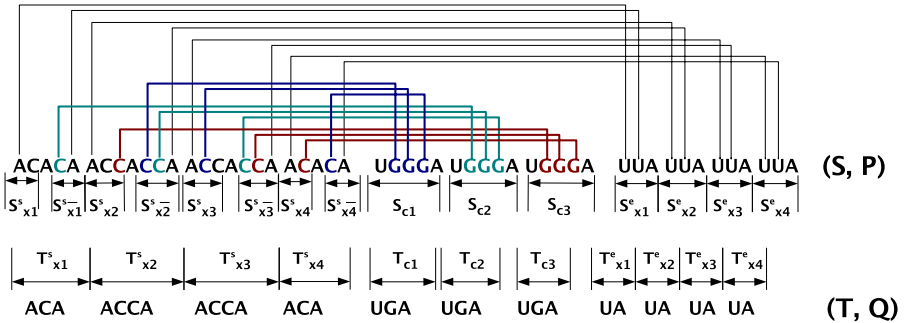 ACACA ACCACCA ACCACCA ACACA UGGGA UGGGA UGGGA UUA UUA UUA UUA (S, P)
Sˢx1 Sˢx̄1 Sˢx2 Sˢx̄2 Sˢx3 Sˢx̄3 Sˢx4 Sˢx̄4 Sc1 Sc2 Sc3 Sᵉx1 Sᵉx2 Sᵉx3 Sᵉx4
Tˢx1 Tˢx2 Tˢx3 Tˢx4 Tc1 Tc2 Tc3 Tᵉx1 Tᵉx2 Tᵉx3 Tᵉx4
ACA ACCA ACCA ACA UGA UGA UGA UA UA UA UA (T, Q)